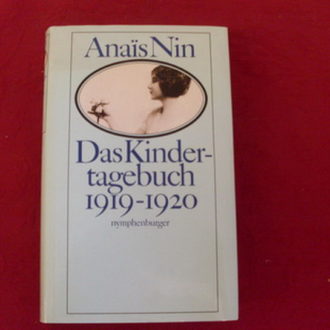 Anaïs Nin
Das Kinder-
tagebuch
1919-1920
nymphenburger